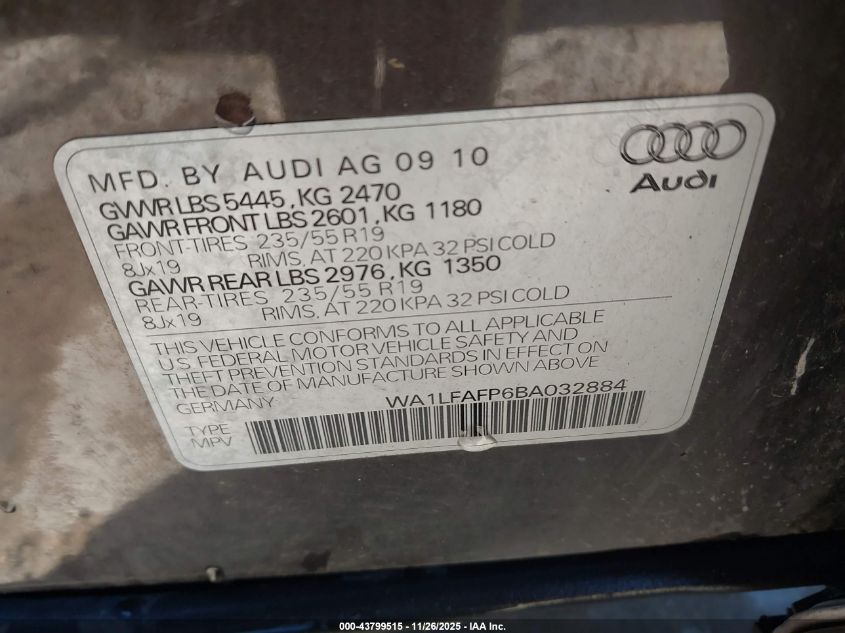 MFD. BY AUDI AG 09 10
GVWR LBS 5445, KG 2470
GAWR FRONT LBS 2601, KG 1180
FRONT-TIRES 235/55 R19
8Jx19 RIMS, AT 220 KPA 32 PSI COLD
GAWR REAR LBS 2976, KG 1350
REAR-TIRES 235/55 R19
8Jx19 RIMS, AT 220 KPA 32 PSI COLD
Audi
THIS VEHICLE CONFORMS TO ALL APPLICABLE
U.S. FEDERAL MOTOR VEHICLE SAFETY AND
THEFT PREVENTION STANDARDS IN EFFECT ON
THE DATE OF MANUFACTURE SHOWN ABOVE
GERMANY WA1LFAFP6BA032884
TYPE
MPV
000-43799515 - 11/26/2025 - IAA Inc.